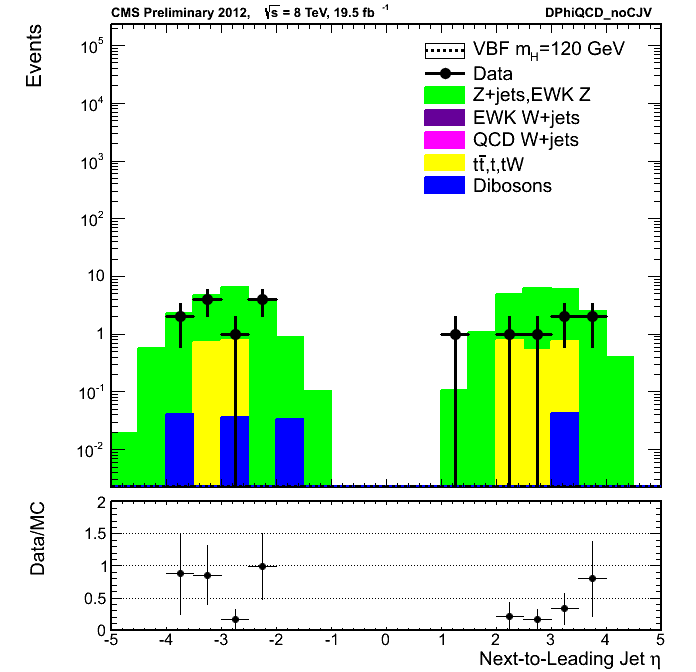 CMS Preliminary 2012, √s = 8 TeV, 19.5 fb⁻¹ DPhiQCD_noCJV
Events
10⁵
10⁴
10³
10²
10
1
10⁻¹
10⁻²
VBF m_H=120 GeV
Data
Z+jets,EWK Z
EWK W+jets
QCD W+jets
tt̅,t,tW
Dibosons
Data/MC
2
1.5
1
0.5
0
-5 -4 -3 -2 -1 0 1 2 3 4 5
Next-to-Leading Jet η